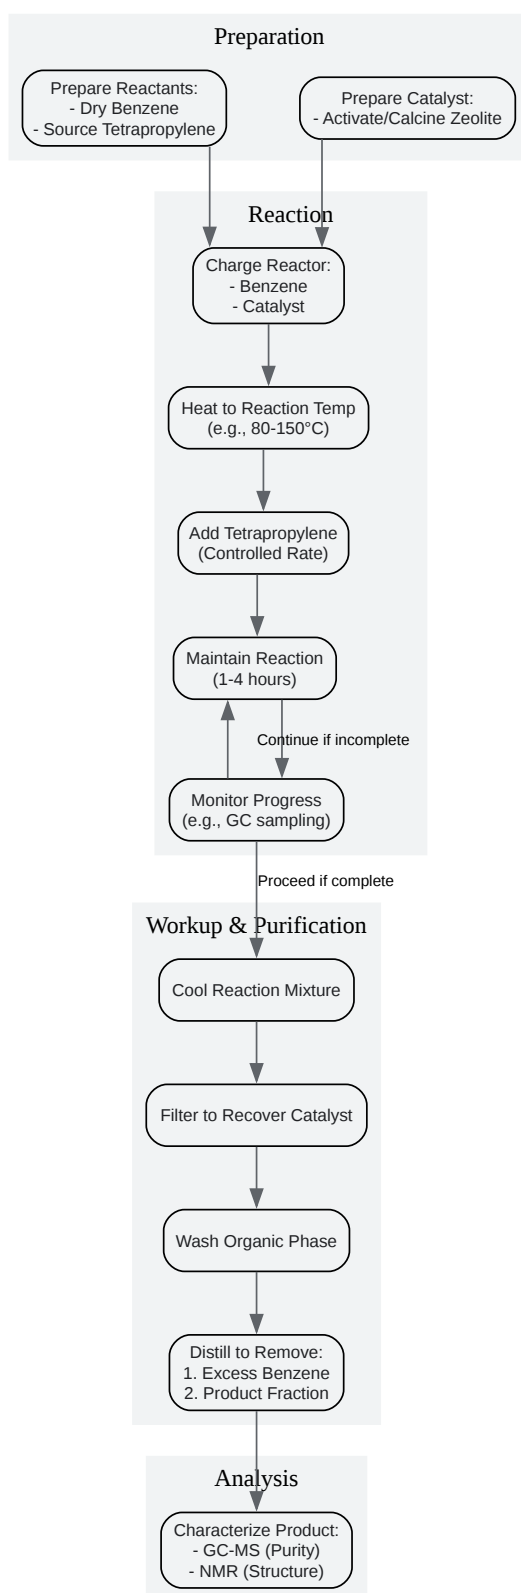 Preparation
Prepare Reactants:
- Dry Benzene
- Source Tetrapropylene
Prepare Catalyst:
- Activate/Calcine Zeolite
Reaction
Charge Reactor:
- Benzene
- Catalyst
Heat to Reaction Temp
(e.g., 80-150°C)
Add Tetrapropylene
(Controlled Rate)
Maintain Reaction
(1-4 hours)
Continue if incomplete
Monitor Progress
(e.g., GC sampling)
Proceed if complete
Workup & Purification
Cool Reaction Mixture
Filter to Recover Catalyst
Wash Organic Phase
Distill to Remove:
1. Excess Benzene
2. Product Fraction
Analysis
Characterize Product:
- GC-MS (Purity)
- NMR (Structure)